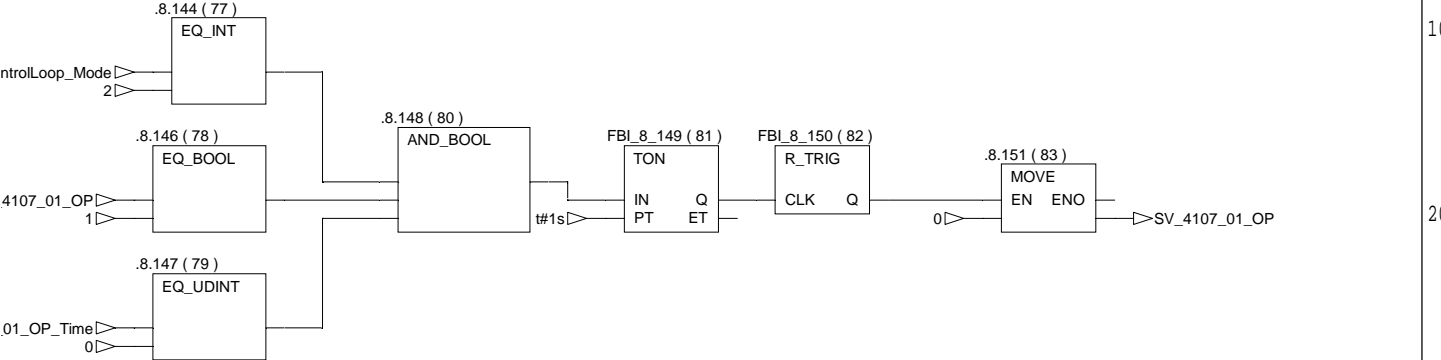 .8.144 ( 77 )
EQ_INT
ntrolLoop_Mode
2
.8.146 ( 78 )
EQ_BOOL
4107_01_OP
1
.8.147 ( 79 )
EQ_UDINT
01_OP_Time
0
.8.148 ( 80 )
AND_BOOL
FBI_8_149 ( 81 )
TON
IN Q
t#1s PT ET
FBI_8_150 ( 82 )
R_TRIG
CLK Q
.8.151 ( 83 )
MOVE
EN ENO
0 SV_4107_01_OP